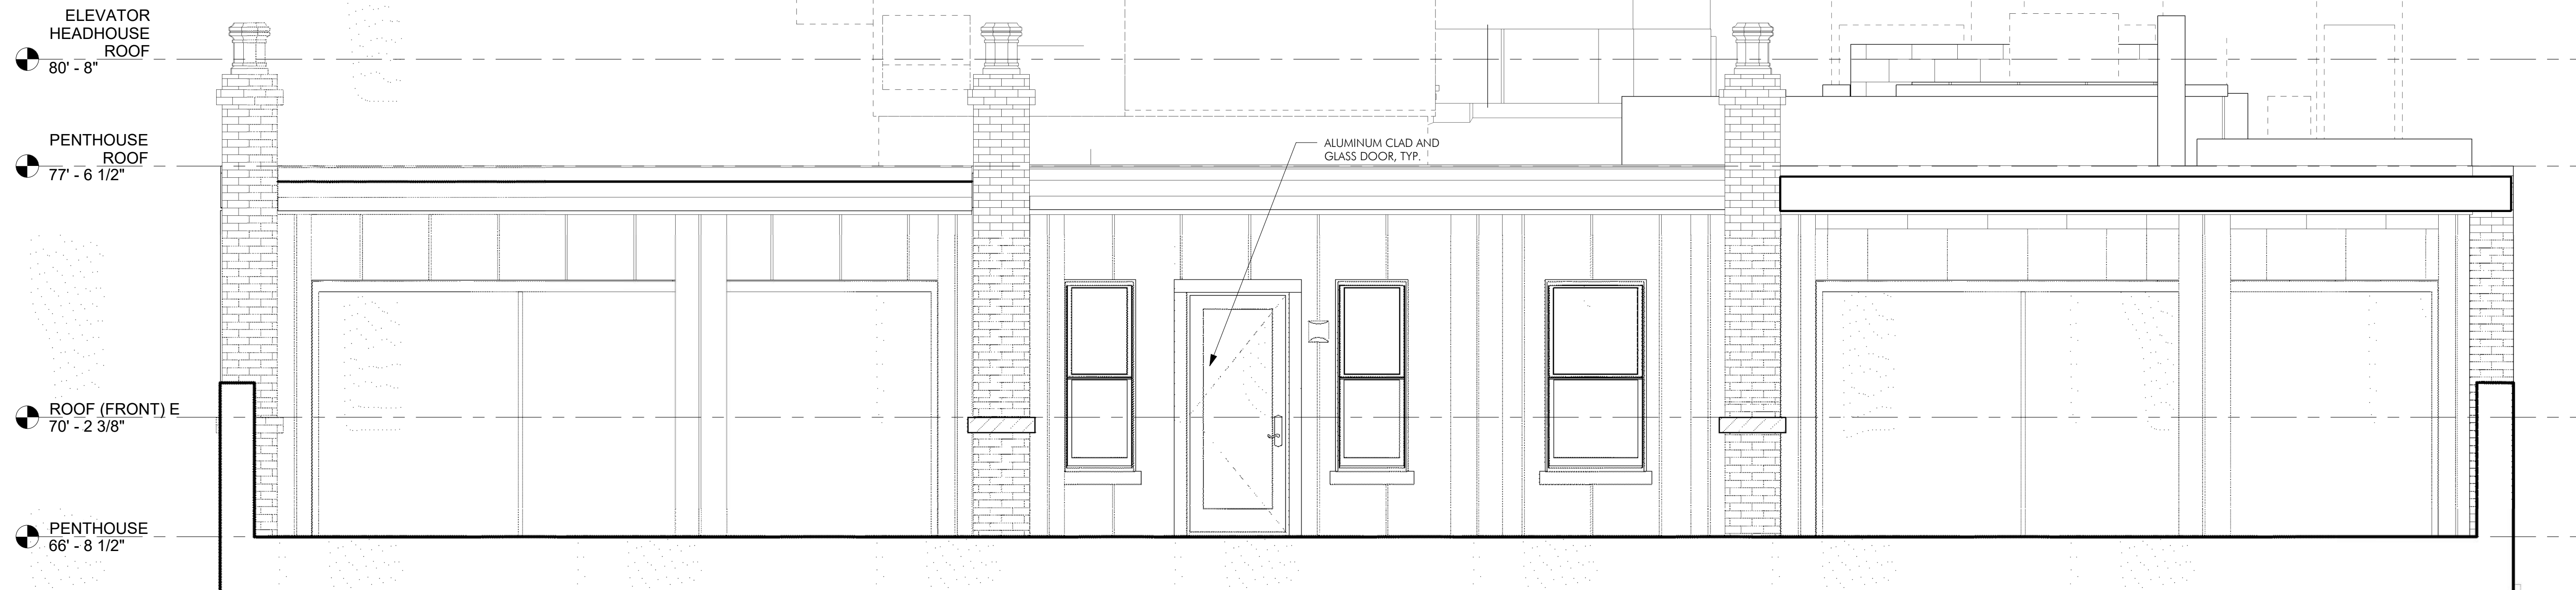 ELEVATOR
HEADHOUSE
ROOF
80' - 8"
PENTHOUSE
ROOF
77' - 6 1/2"
ALUMINUM CLAD AND
GLASS DOOR, TYP.
ROOF (FRONT) E
70' - 2 3/8"
PENTHOUSE
66' - 8 1/2"